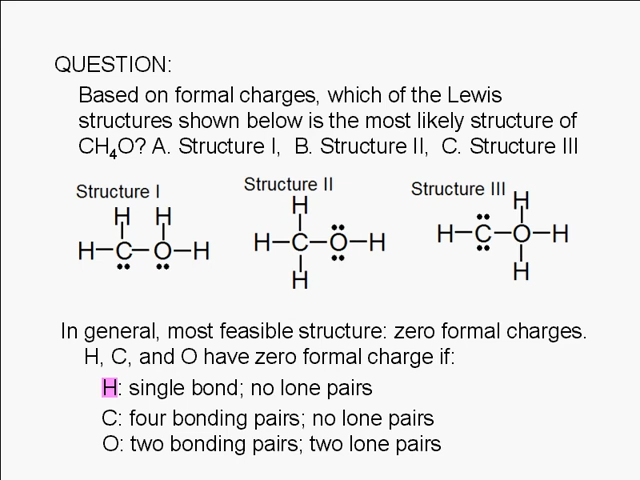 QUESTION:
Based on formal charges, which of the Lewis
structures shown below is the most likely structure of
CH₄O? A. Structure I, B. Structure II, C. Structure III
Structure I
H H
H–C–O–H
Structure II
H
H–C–O–H
H
Structure III
H
H–C–O–H
H
In general, most feasible structure: zero formal charges.
H, C, and O have zero formal charge if:
H: single bond; no lone pairs
C: four bonding pairs; no lone pairs
O: two bonding pairs; two lone pairs